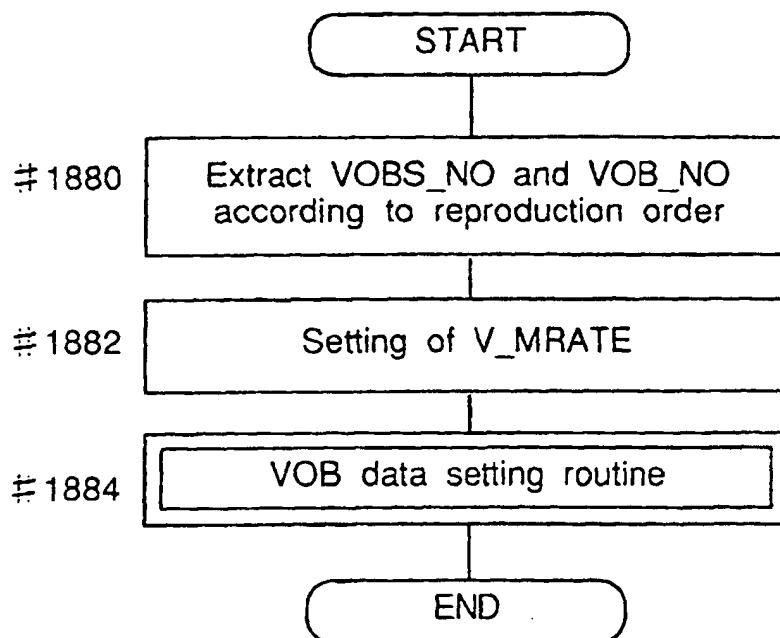 START
#1880
Extract VOBS_NO and VOB_NO
according to reproduction order
#1882
Setting of V_MRATE
#1884
VOB data setting routine
END